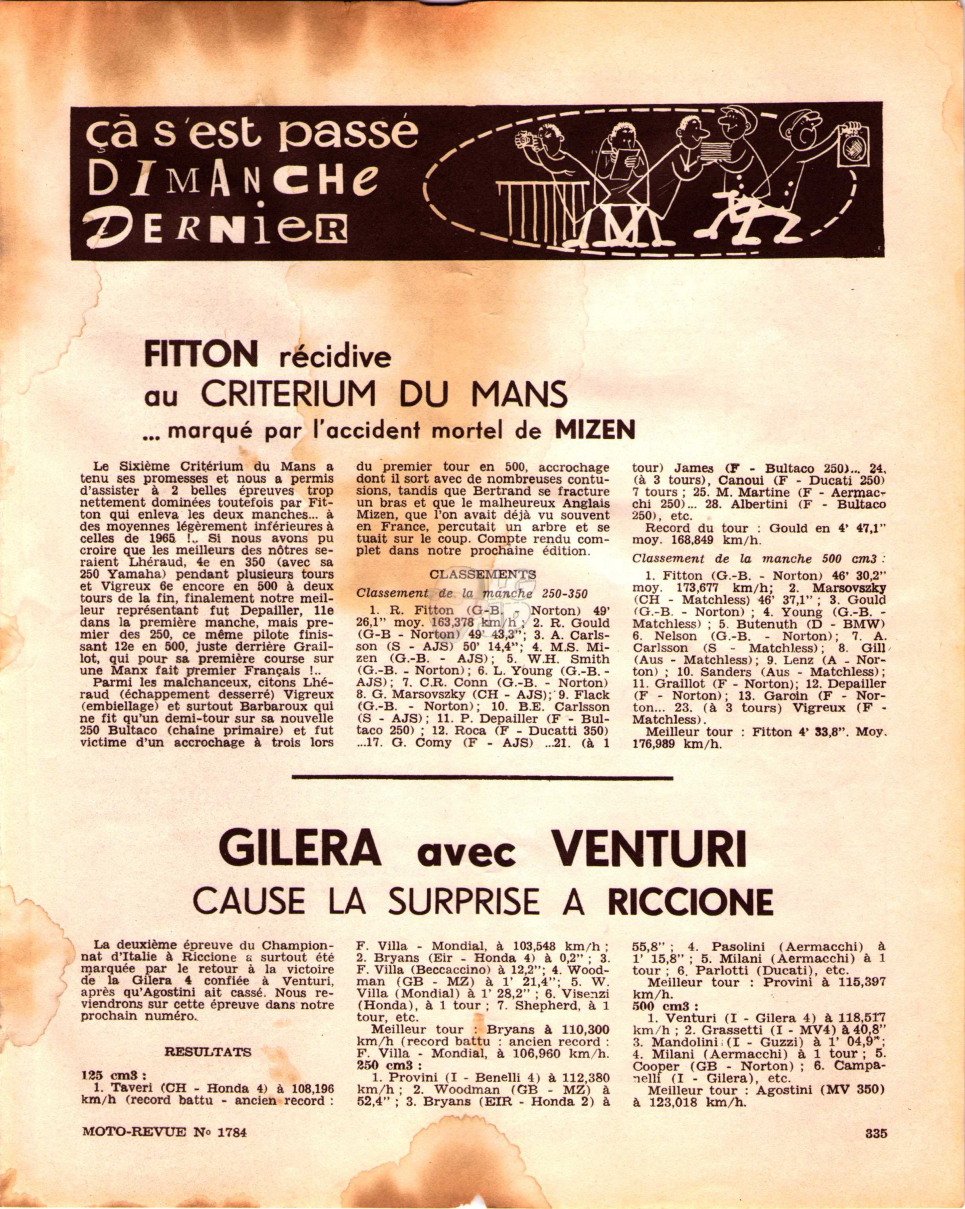 çà s'est passé
DIMANCHE
DERNIER
FITTON récidive
au CRITERIUM DU MANS
... marqué par l'accident mortel de MIZEN
Le Sixième Critérium du Mans a
tenu ses promesses et nous a permis
d'assister à 2 belles épreuves trop
nettement dominées toutefois par Fit-
ton qui enleva les deux manches... à
des moyennes légèrement inférieures à
celles de 1965 !.. Si nous avons pu
croire que les meilleurs des nôtres se-
raient Lhéraud, 4e en 350 (avec sa
250 Yamaha) pendant plusieurs tours
et Vigreux 6e encore en 500 à deux
tours de la fin, finalement notre meil-
leur représentant fut Depailler, 11e
dans la première manche, mais pre-
mier des 250, ce même pilote finis-
sant 12e en 500, juste derrière Grail-
lot, qui pour sa première course sur
une Manx fait premier Français !..
Parmi les malchanceux, citons Lhé-
raud (échappement desserré) Vigreux
(embiellage) et surtout Barbaroux qui
ne fit qu'un demi-tour sur sa nouvelle
250 Bultaco (chaîne primaire) et fut
victime d'un accrochage à trois lors
du premier tour en 500, accrochage
dont il sort avec de nombreuses contu-
sions, tandis que Bertrand se fracture
un bras et que le malheureux Anglais
Mizen, que l'on avait déjà vu souvent
en France, percutait un arbre et se
tuait sur le coup. Compte rendu com-
plet dans notre prochaine édition.
CLASSEMENTS
Classement de la manche 250-350
1. R. Fitton (G-B. - Norton) 49'
26,1" moy. 163,378 km/h ; 2. R. Gould
(G-B - Norton) 49' 43,3"; 3. A. Carls-
son (S - AJS) 50' 14,4"; 4. M.S. Mi-
zen (G.-B. - AJS); 5. W.H. Smith
(G.-B. - Norton); 6. L. Young (G.-B. -
AJS); 7. C.R. Conn (G.-B. - Norton)
8. G. Marsovszky (CH - AJS); 9. Flack
(G.-B. - Norton); 10. B.E. Carlsson
(S - AJS); 11. P. Depailler (F - Bul-
taco 250) ; 12. Roca (F - Ducatti 350)
...17. G. Comy (F - AJS) ...21. (à 1
tour) James (F - Bultaco 250)... 24.
(à 3 tours), Canoui (F - Ducati 250)
7 tours ; 25. M. Martine (F - Aermac-
chi 250)... 28. Albertini (F - Bultaco
250), etc.
Record du tour : Gould en 4' 47,1"
moy. 168,849 km/h.
Classement de la manche 500 cm3 :
1. Fitton (G.-B. - Norton) 46' 30,2"
moy. 173,677 km/h; 2. Marsovszky
(CH - Matchless) 46' 37,1" ; 3. Gould
(G.-B. - Norton) ; 4. Young (G.-B. -
Matchless) ; 5. Butenuth (D - BMW)
6. Nelson (G.-B. - Norton); 7. A.
Carlsson (S - Matchless); 8. Gill
(Aus - Matchless); 9. Lenz (A - Nor-
ton) ; 10. Sanders (Aus - Matchless);
11. Graillot (F - Norton); 12. Depailler
(F - Norton); 13. Garoin (F - Nor-
ton... 23. (à 3 tours) Vigreux (F -
Matchless).
Meilleur tour : Fitton 4' 33,8". Moy.
176,989 km/h.
GILERA avec VENTURI
CAUSE LA SURPRISE A RICCIONE
La deuxième épreuve du Champion-
nat d'Italie à Riccione a surtout été
marquée par le retour à la victoire
de la Gilera 4 confiée à Venturi,
après qu'Agostini ait cassé. Nous re-
viendrons sur cette épreuve dans notre
prochain numéro.
RESULTATS
125 cm3 :
1. Taveri (CH - Honda 4) à 108,196
km/h (record battu - ancien record :
F. Villa - Mondial, à 103,548 km/h ;
2. Bryans (Eir - Honda 4) à 0,2" ; 3.
F. Villa (Beccaccino) à 12,2"; 4. Wood-
man (GB - MZ) à 1' 21,4"; 5. W.
Villa (Mondial) à 1' 28,2" ; 6. Visenzi
(Honda), à 1 tour ; 7. Shepherd, à 1
tour, etc.
Meilleur tour : Bryans à 110,300
km/h (record battu : ancien record :
F. Villa - Mondial, à 106,960 km/h.
250 cm3 :
1. Provini (I - Benelli 4) à 112,380
km/h ; 2. Woodman (GB - MZ) à
52,4" ; 3. Bryans (EIR - Honda 2) à
55,8" ; 4. Pasolini (Aermacchi) à
1' 15,8" ; 5. Milani (Aermacchi) à 1
tour ; 6. Parlotti (Ducati), etc.
Meilleur tour : Provini à 115,397
km/h.
500 cm3 :
1. Venturi (I - Gilera 4) à 118,517
km/h ; 2. Grassetti (I - MV4) à 40,8"
3. Mandolini (I - Guzzi) à 1' 04,9";
4. Milani (Aermacchi) à 1 tour ; 5.
Cooper (GB - Norton) ; 6. Campa-
nelli (I - Gilera), etc.
Meilleur tour : Agostini (MV 350)
à 123,018 km/h.
MOTO-REVUE No 1784
335